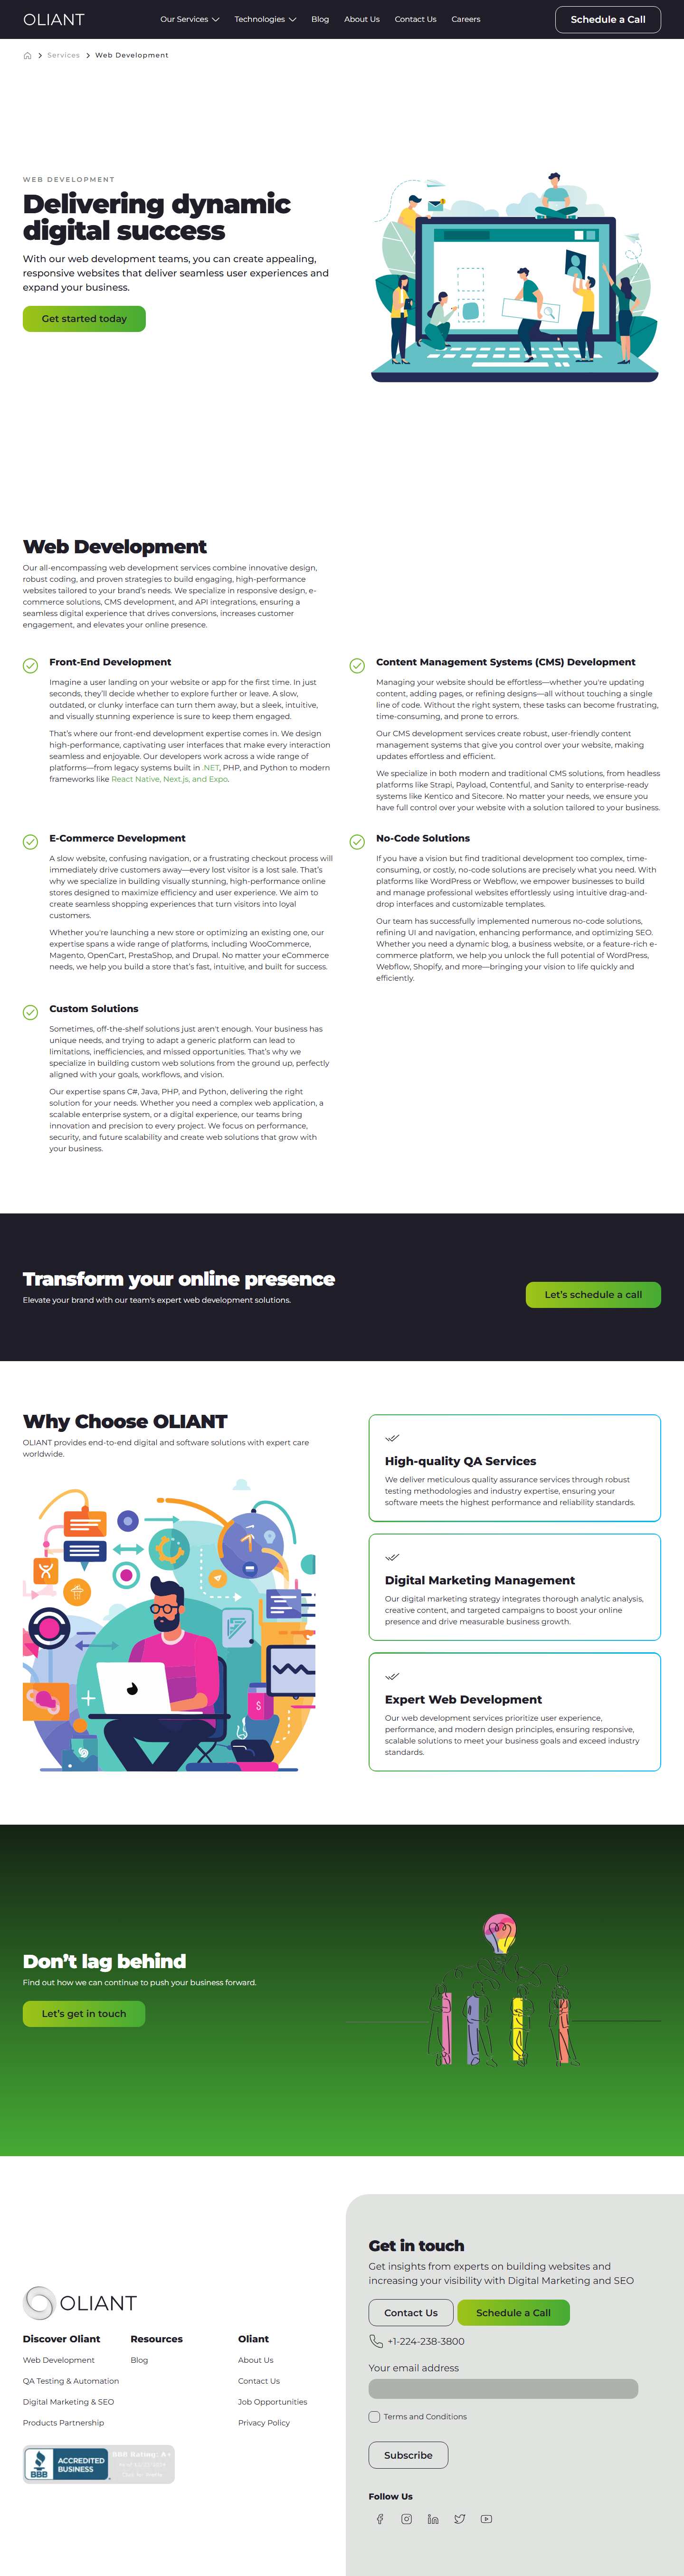 OLIANT
Our Services
Technologies
Blog
About Us
Contact Us
Careers
Schedule a Call
Services
Web Development
WEB DEVELOPMENT
Delivering dynamic
digital success
With our web development teams, you can create appealing,
responsive websites that deliver seamless user experiences and
expand your business.
Get started today
Web Development
Our all-encompassing web development services combine innovative design,
robust coding, and proven strategies to build engaging, high-performance
websites tailored to your brand's needs. We specialize in responsive design, e-
commerce solutions, CMS development, and API integrations, ensuring a
seamless digital experience that drives conversions, increases customer
engagement, and elevates your online presence.
Front-End Development
Imagine a user landing on your website or app for the first time. In just
seconds, they'll decide whether to explore further or leave. A slow,
outdated, or clunky interface can turn them away, but a sleek, intuitive,
and visually stunning experience is sure to keep them engaged.
That's where our front-end development expertise comes in. We design
high-performance, captivating user interfaces that make every interaction
seamless and enjoyable. Our developers work across a wide range of
platforms—from legacy systems built in .NET, PHP, and Python to modern
frameworks like React Native, Next.js, and Expo.
Content Management Systems (CMS) Development
Managing your website should be effortless—whether you're updating
content, adding pages, or refining designs—all without touching a single
line of code. Without the right system, these tasks can become frustrating,
time-consuming, and prone to errors.
Our CMS development services create robust, user-friendly content
management systems that give you control over your website, making
updates effortless and efficient.
We specialize in both modern and traditional CMS solutions, from headless
platforms like Strapi, Payload, Contentful, and Sanity to enterprise-ready
systems like Kentico and Sitecore. No matter your needs, we ensure you
have full control over your website with a solution tailored to your business.
E-Commerce Development
A slow website, confusing navigation, or a frustrating checkout process will
immediately drive customers away—every lost visitor is a lost sale. That's
why we specialize in building visually stunning, high-performance online
stores designed to maximize efficiency and user experience. We aim to
create seamless shopping experiences that turn visitors into loyal
customers.
Whether you're launching a new store or optimizing an existing one, our
expertise spans a wide range of platforms, including WooCommerce,
Magento, OpenCart, PrestaShop, and Drupal. No matter your eCommerce
needs, we help you build a store that's fast, intuitive, and built for success.
No-Code Solutions
If you have a vision but find traditional development too complex, time-
consuming, or costly, no-code solutions are precisely what you need. With
platforms like WordPress or Webflow, we empower businesses to build
and manage professional websites effortlessly using intuitive drag-and-
drop interfaces and customizable templates.
Our team has successfully implemented numerous no-code solutions,
refining UI and navigation, enhancing performance, and optimizing SEO.
Whether you need a dynamic blog, a business website, or a feature-rich e-
commerce platform, we help you unlock the full potential of WordPress,
Webflow, Shopify, and more—bringing your vision to life quickly and
efficiently.
Custom Solutions
Sometimes, off-the-shelf solutions just aren't enough. Your business has
unique needs, and trying to adapt a generic platform can lead to
limitations, inefficiencies, and missed opportunities. That's why we
specialize in building custom web solutions from the ground up, perfectly
aligned with your goals, workflows, and vision.
Our expertise spans C#, Java, PHP, and Python, delivering the right
solution for your needs. Whether you need a complex web application, a
scalable enterprise system, or a digital experience, our teams bring
innovation and precision to every project. We focus on performance,
security, and future scalability and create web solutions that grow with
your business.
Transform your online presence
Elevate your brand with our team's expert web development solutions.
Let's schedule a call
Why Choose OLIANT
OLIANT provides end-to-end digital and software solutions with expert care
worldwide.
High-quality QA Services
We deliver meticulous quality assurance services through robust
testing methodologies and industry expertise, ensuring your
software meets the highest performance and reliability standards.
Digital Marketing Management
Our digital marketing strategy integrates thorough analytic analysis,
creative content, and targeted campaigns to boost your online
presence and drive measurable business growth.
Expert Web Development
Our web development services prioritize user experience,
performance, and modern design principles, ensuring responsive,
scalable solutions to meet your business goals and exceed industry
standards.
Don't lag behind
Find out how we can continue to push your business forward.
Let's get in touch
OLIANT
Discover Oliant
Web Development
QA Testing & Automation
Digital Marketing & SEO
Products Partnership
Resources
Blog
Oliant
About Us
Contact Us
Job Opportunities
Privacy Policy
BBB
ACCREDITED
BUSINESS
BBB Rating: A+
Get in touch
Get insights from experts on building websites and
increasing your visibility with Digital Marketing and SEO
Contact Us
Schedule a Call
+1-224-238-3800
Your email address
Terms and Conditions
Subscribe
Follow Us